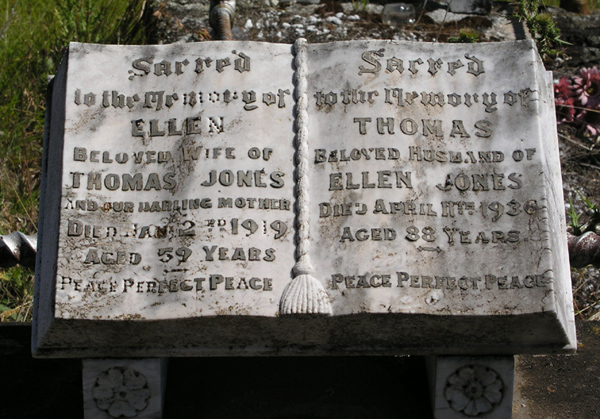 Sacred
to the Memory of
ELLEN
BELOVED WIFE OF
THOMAS JONES
AND OUR DARLING MOTHER
DIED JAN. 2ND 1919
AGED 59 YEARS
PEACE PERFECT PEACE
Sacred
to the Memory of
THOMAS
BELOVED HUSBAND OF
ELLEN JONES
DIED APRIL 11TH 1936
AGED 88 YEARS.
PEACE PERFECT PEACE